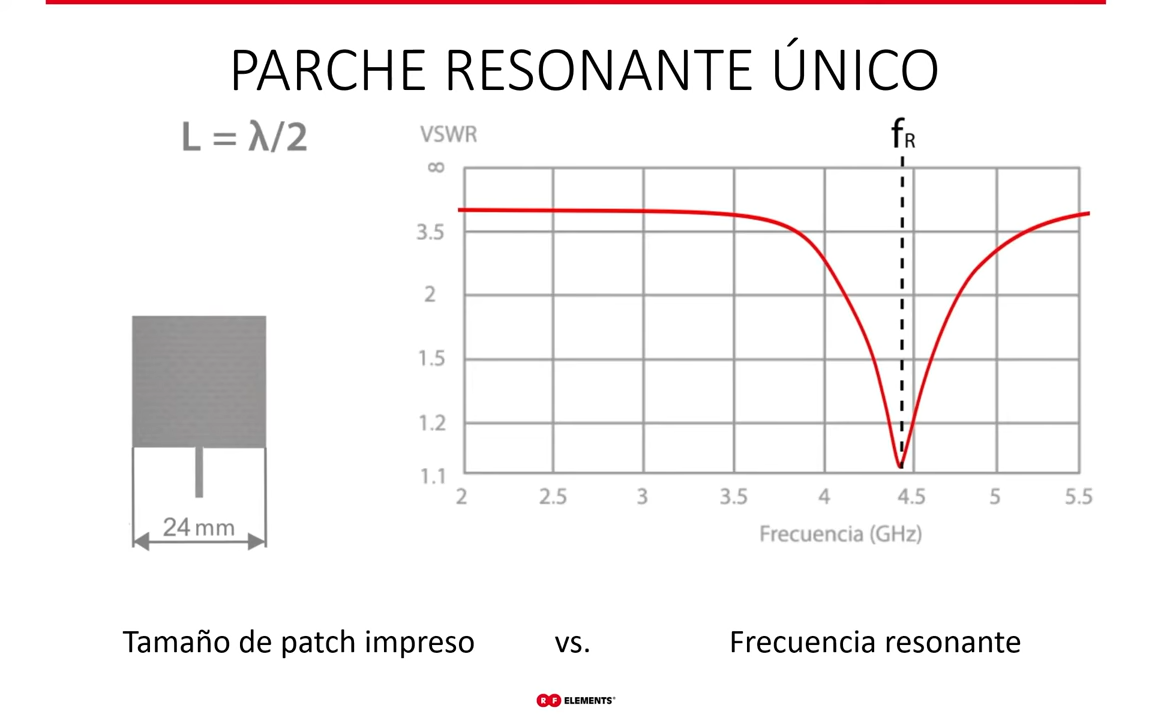 PARCHE RESONANTE ÚNICO
L = λ/2
VSWR
fR
∞
3.5
2
1.5
1.2
1.1
2 2.5 3 3.5 4 4.5 5 5.5
Frecuencia (GHz)
24 mm
Tamaño de patch impreso vs. Frecuencia resonante
RF ELEMENTS®